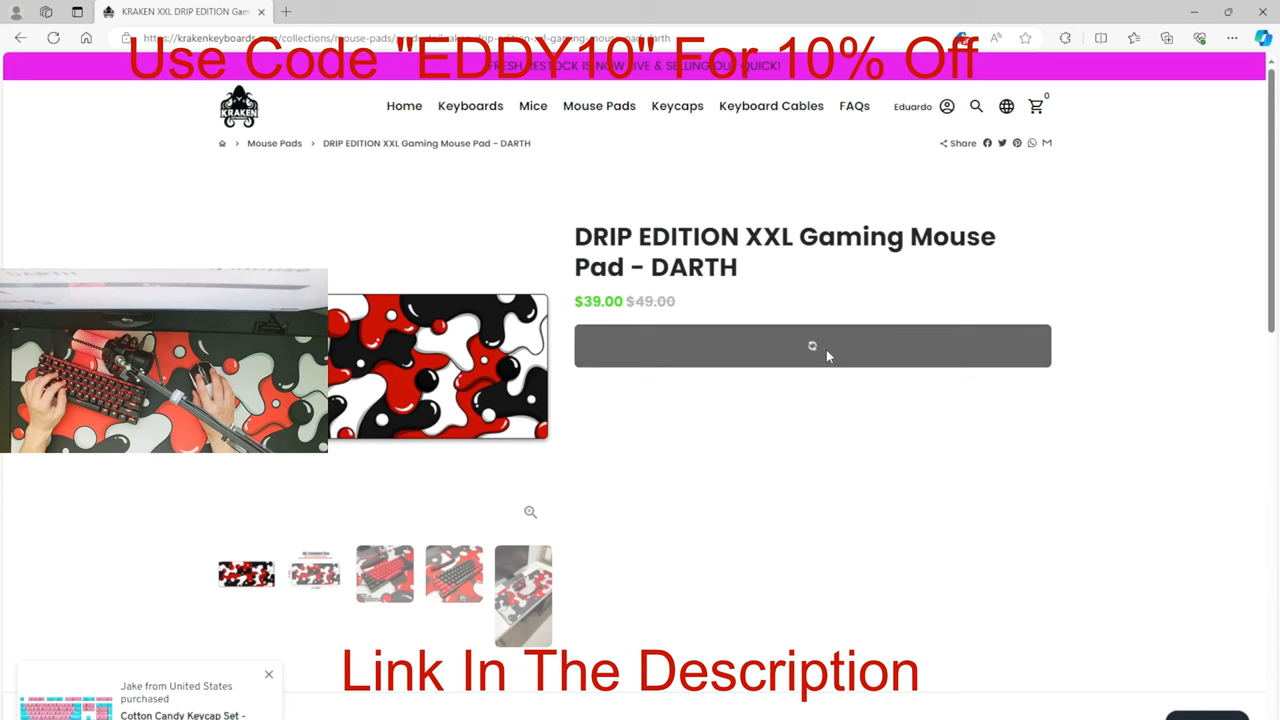 KRAKEN XXL DRIP EDITION Gam
https://krakenkeyboards.com/collections/mouse-pads/products/kraken-drip-edition-xxl-gaming-mouse-pad-darth
Use Code "EDDY10" For 10% Off
FRESH RESTOCK IS NOW LIVE & SELLING OUT QUICK!
KRAKEN
Home Keyboards Mice Mouse Pads Keycaps Keyboard Cables FAQs Eduardo 0
Mouse Pads > DRIP EDITION XXL Gaming Mouse Pad - DARTH
Share
DRIP EDITION XXL Gaming Mouse
Pad - DARTH
$39.00 $49.00
Link In The Description
Jake from United States
purchased
Cotton Candy Keycap Set -